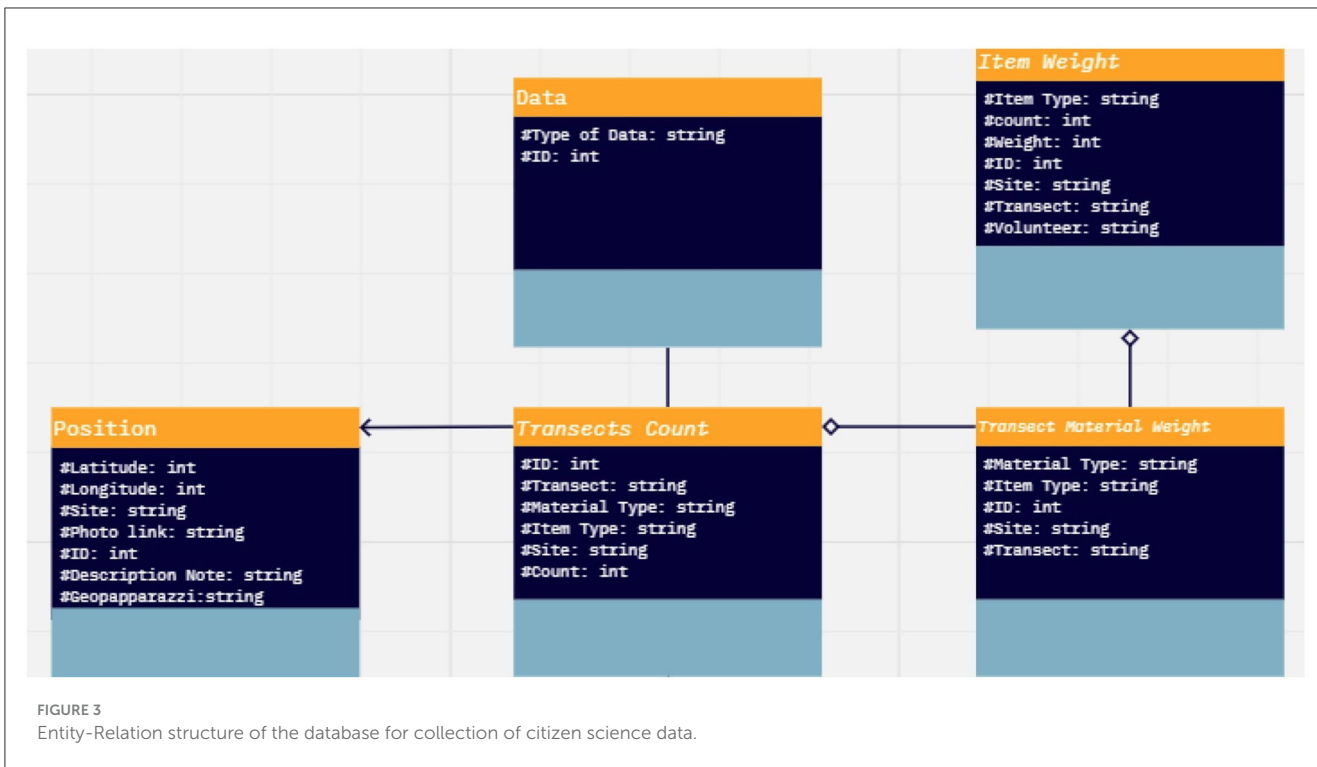 Item Weight
#Item Type: string
#count: int
#Weight: int
#ID: int
#Site: string
#Transect: string
#Volunteer: string
Data
#Type of Data: string
#ID: int
Position
#Latitude: int
#Longitude: int
#Site: string
#Photo link: string
#ID: int
#Description Note: string
#Geopapparazzi:string
Transects Count
#ID: int
#Transect: string
#Material Type: string
#Item Type: string
#Site: string
#Count: int
Transect Material Weight
#Material Type: string
#Item Type: string
#ID: int
#Site: string
#Transect: string
FIGURE 3
Entity-Relation structure of the database for collection of citizen science data.